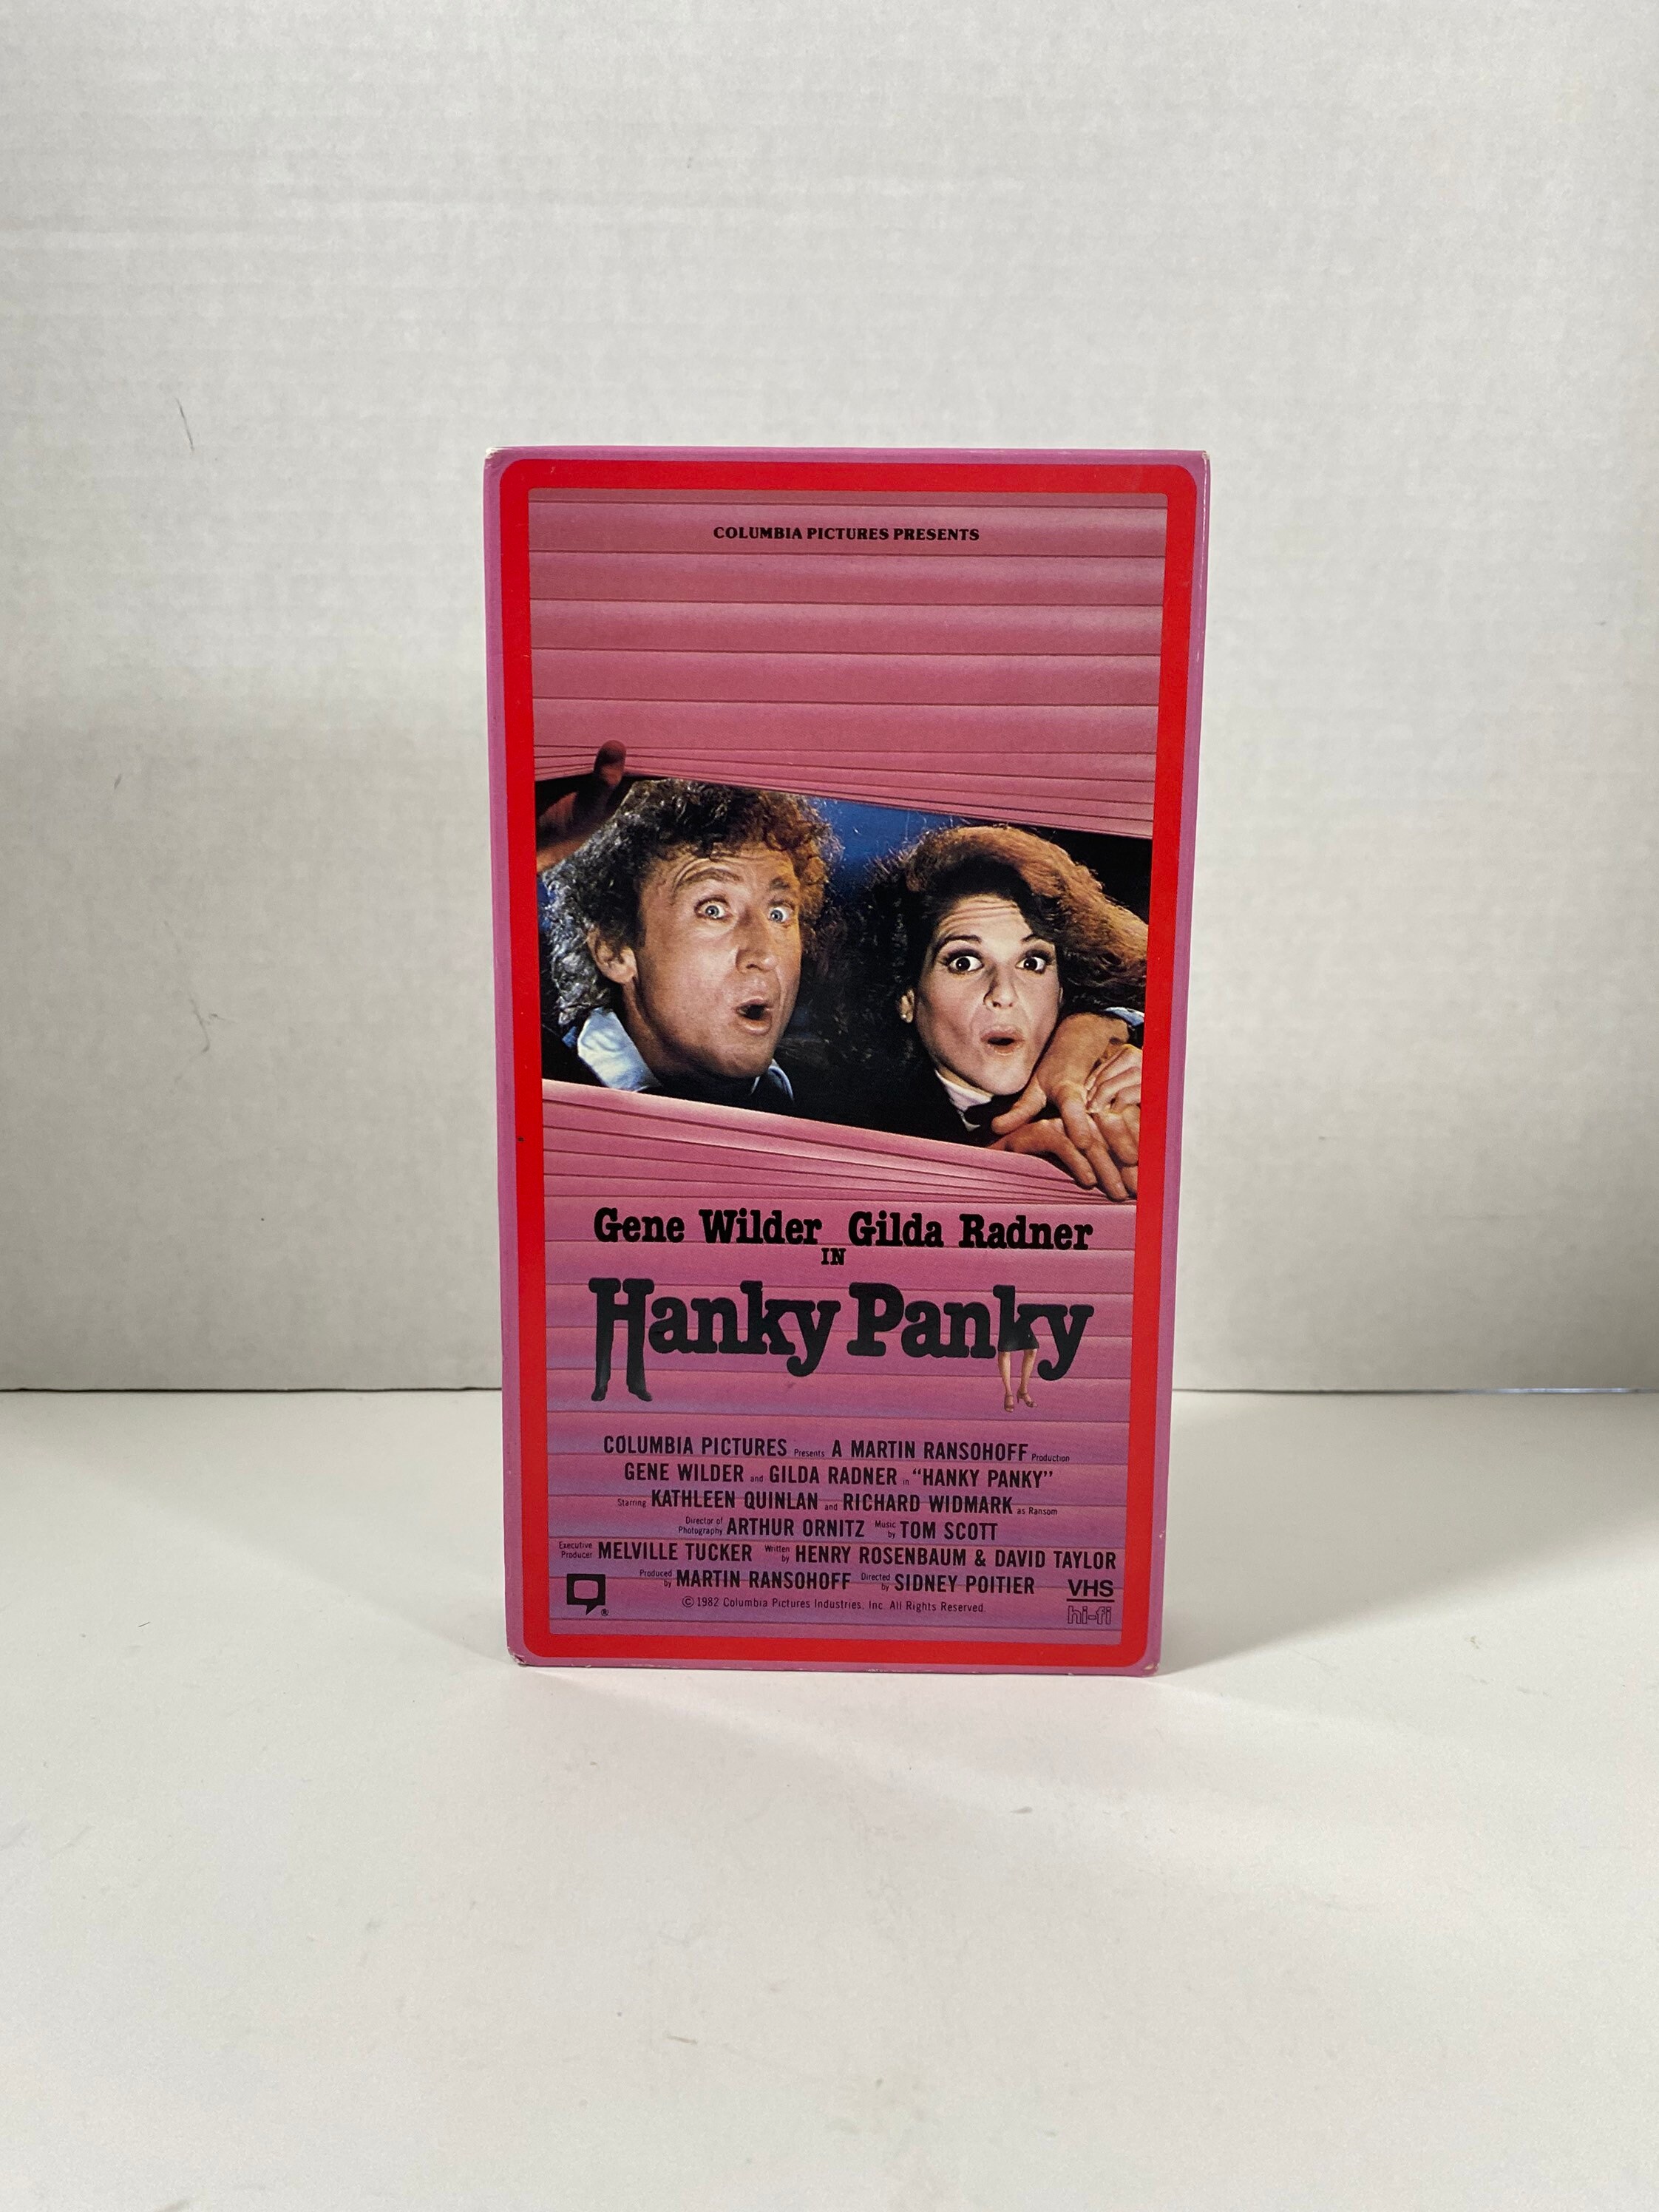 COLUMBIA PICTURES PRESENTS
Gene Wilder Gilda Radner
IN
Hanky Panky
COLUMBIA PICTURES Presents A MARTIN RANSOHOFF Production
GENE WILDER and GILDA RADNER in "HANKY PANKY"
Starring KATHLEEN QUINLAN and RICHARD WIDMARK as Ransom
Director of Photography ARTHUR ORNITZ Music by TOM SCOTT
Executive Producer MELVILLE TUCKER Written by HENRY ROSENBAUM & DAVID TAYLOR
Produced by MARTIN RANSOHOFF Directed by SIDNEY POITIER
© 1982 Columbia Pictures Industries, Inc. All Rights Reserved.
®
VHS
hi-fi